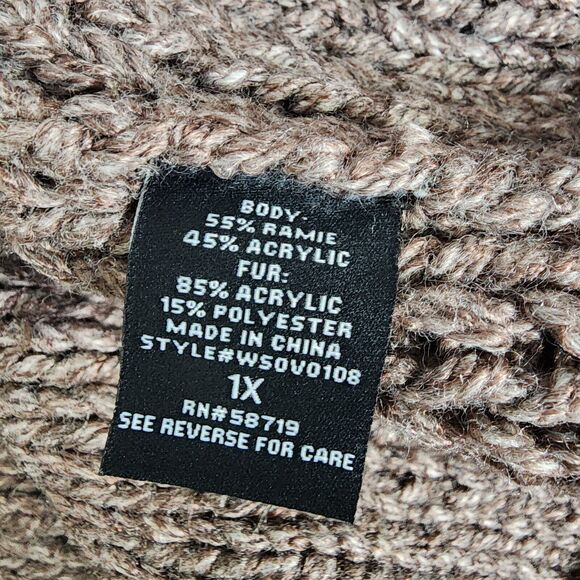 BODY:
55% RAMIE
45% ACRYLIC
FUR:
85% ACRYLIC
15% POLYESTER
MADE IN CHINA
STYLE#W50V0108
1X
RN#58719
SEE REVERSE FOR CARE